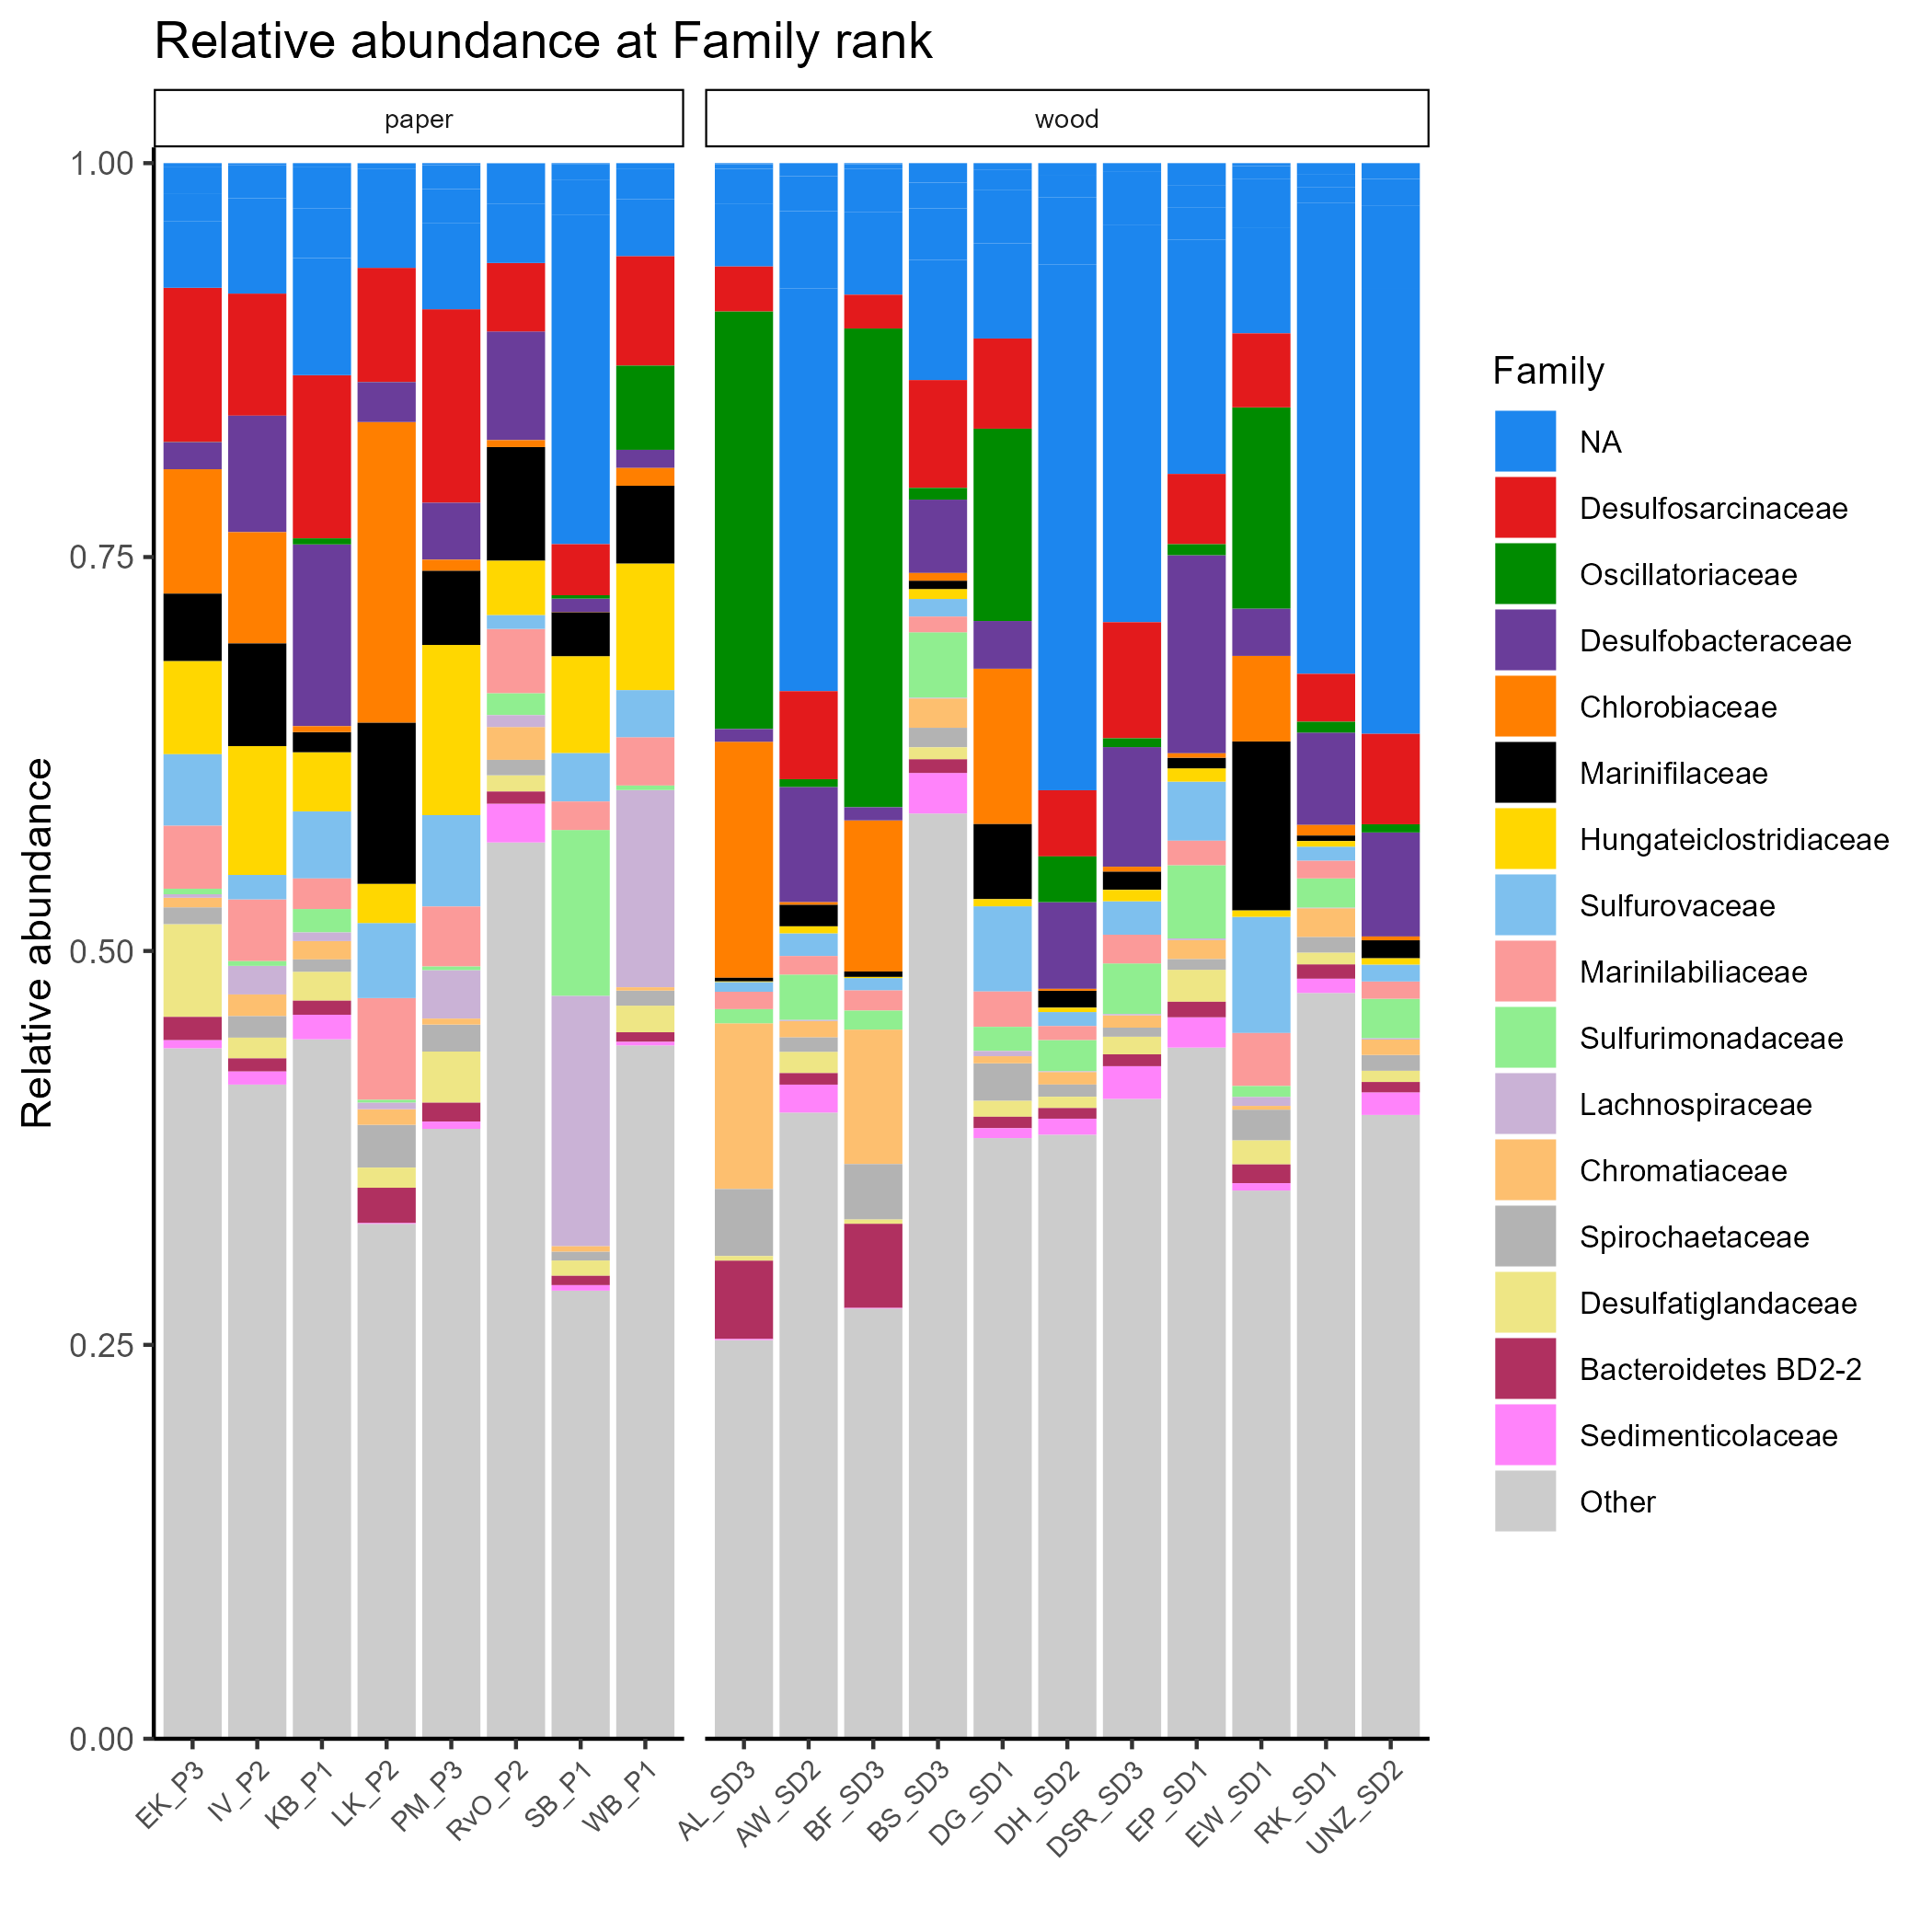 Relative abundance at Family rank
paper
wood
Relative abundance
1.00
0.75
0.50
0.25
0.00
EK_P3
IV_P2
KB_P1
LK_P2
PM_P3
RvO_P2
SB_P1
WB_P1
AL_SD3
AW_SD2
BF_SD3
BS_SD3
DG_SD1
DH_SD2
DSR_SD3
EP_SD1
EW_SD1
RK_SD1
UNZ_SD2
Family
NA
Desulfosarcinaceae
Oscillatoriaceae
Desulfobacteraceae
Chlorobiaceae
Marinifilaceae
Hungateiclostridiaceae
Sulfurovaceae
Marinilabiliaceae
Sulfurimonadaceae
Lachnospiraceae
Chromatiaceae
Spirochaetaceae
Desulfatiglandaceae
Bacteroidetes BD2-2
Sedimenticolaceae
Other